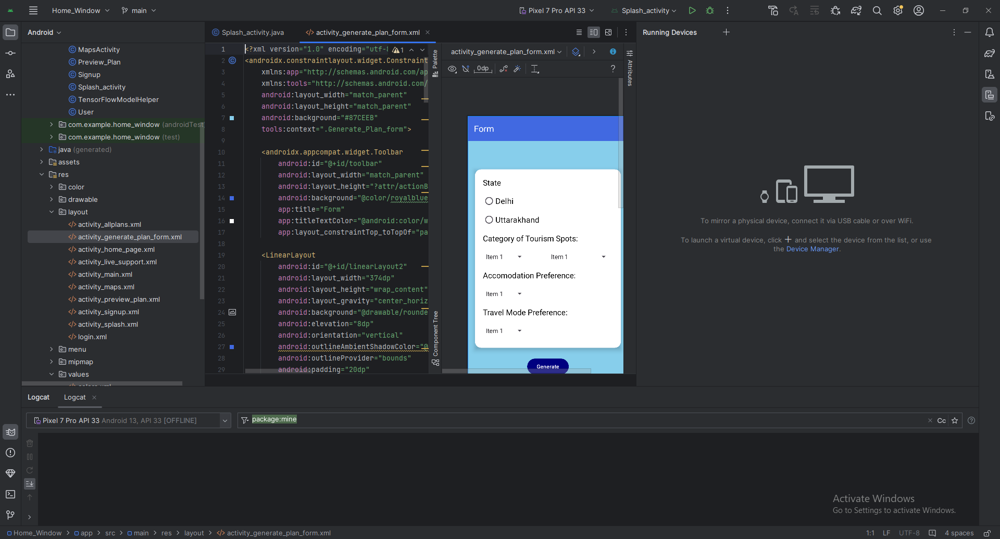 Home_Window
main
Pixel 7 Pro API 33
Splash_activity
Android
Splash_activity.java
activity_generate_plan_form.xml
Running Devices
MapsActivity
Preview_Plan
Signup
Splash_activity
TensorFlowModelHelper
User
com.example.home_window (androidTest)
com.example.home_window (test)
java (generated)
assets
res
color
drawable
layout
activity_allplans.xml
activity_generate_plan_form.xml
activity_home_page.xml
activity_live_support.xml
activity_main.xml
activity_maps.xml
activity_preview_plan.xml
activity_signup.xml
activity_splash.xml
login.xml
menu
mipmap
values
1 <?xml version="1.0" encoding="utf-8
1
2 <androidx.constraintlayout.widget.Constraint
3 xmlns:app="http://schemas.android.com/ap
4 xmlns:tools="http://schemas.android.com/
5 android:layout_width="match_parent"
6 android:layout_height="match_parent"
7 android:background="#87CEEB"
8 tools:context=".Generate_Plan_form">
9
10 <androidx.appcompat.widget.Toolbar
11 android:id="@+id/toolbar"
12 android:layout_width="match_parent"
13 android:layout_height="?attr/actionB
14 android:background="@color/royalblue
15 app:title="Form"
16 app:titleTextColor="@android:color/w
17 app:layout_constraintTop_toTopOf="pa
18
19 <LinearLayout
20 android:id="@+id/linearLayout2"
21 android:layout_width="374dp"
22 android:layout_height="wrap_content"
23 android:layout_gravity="center_horiz
24 android:background="@drawable/rounde
25 android:elevation="8dp"
26 android:orientation="vertical"
27 android:outlineAmbientShadowColor="@
28 android:outlineProvider="bounds"
29 android:padding="20dp"
Palette
Component Tree
activity_generate_plan_form.xml
0dp
?
Attributes
Form
State
Delhi
Uttarakhand
Category of Tourism Spots:
Item 1
Item 1
Accomodation Preference:
Item 1
Travel Mode Preference:
Item 1
Generate
To mirror a physical device, connect it via USB cable or over WiFi.
To launch a virtual device, click + and select the device from the list, or use
the Device Manager.
Logcat
Logcat
Pixel 7 Pro API 33 Android 13, API 33 [OFFLINE]
package:mine
Cc
Activate Windows
Go to Settings to activate Windows.
Home_Window > app > src > main > res > layout > activity_generate_plan_form.xml
1:1
LF
UTF-8
4 spaces